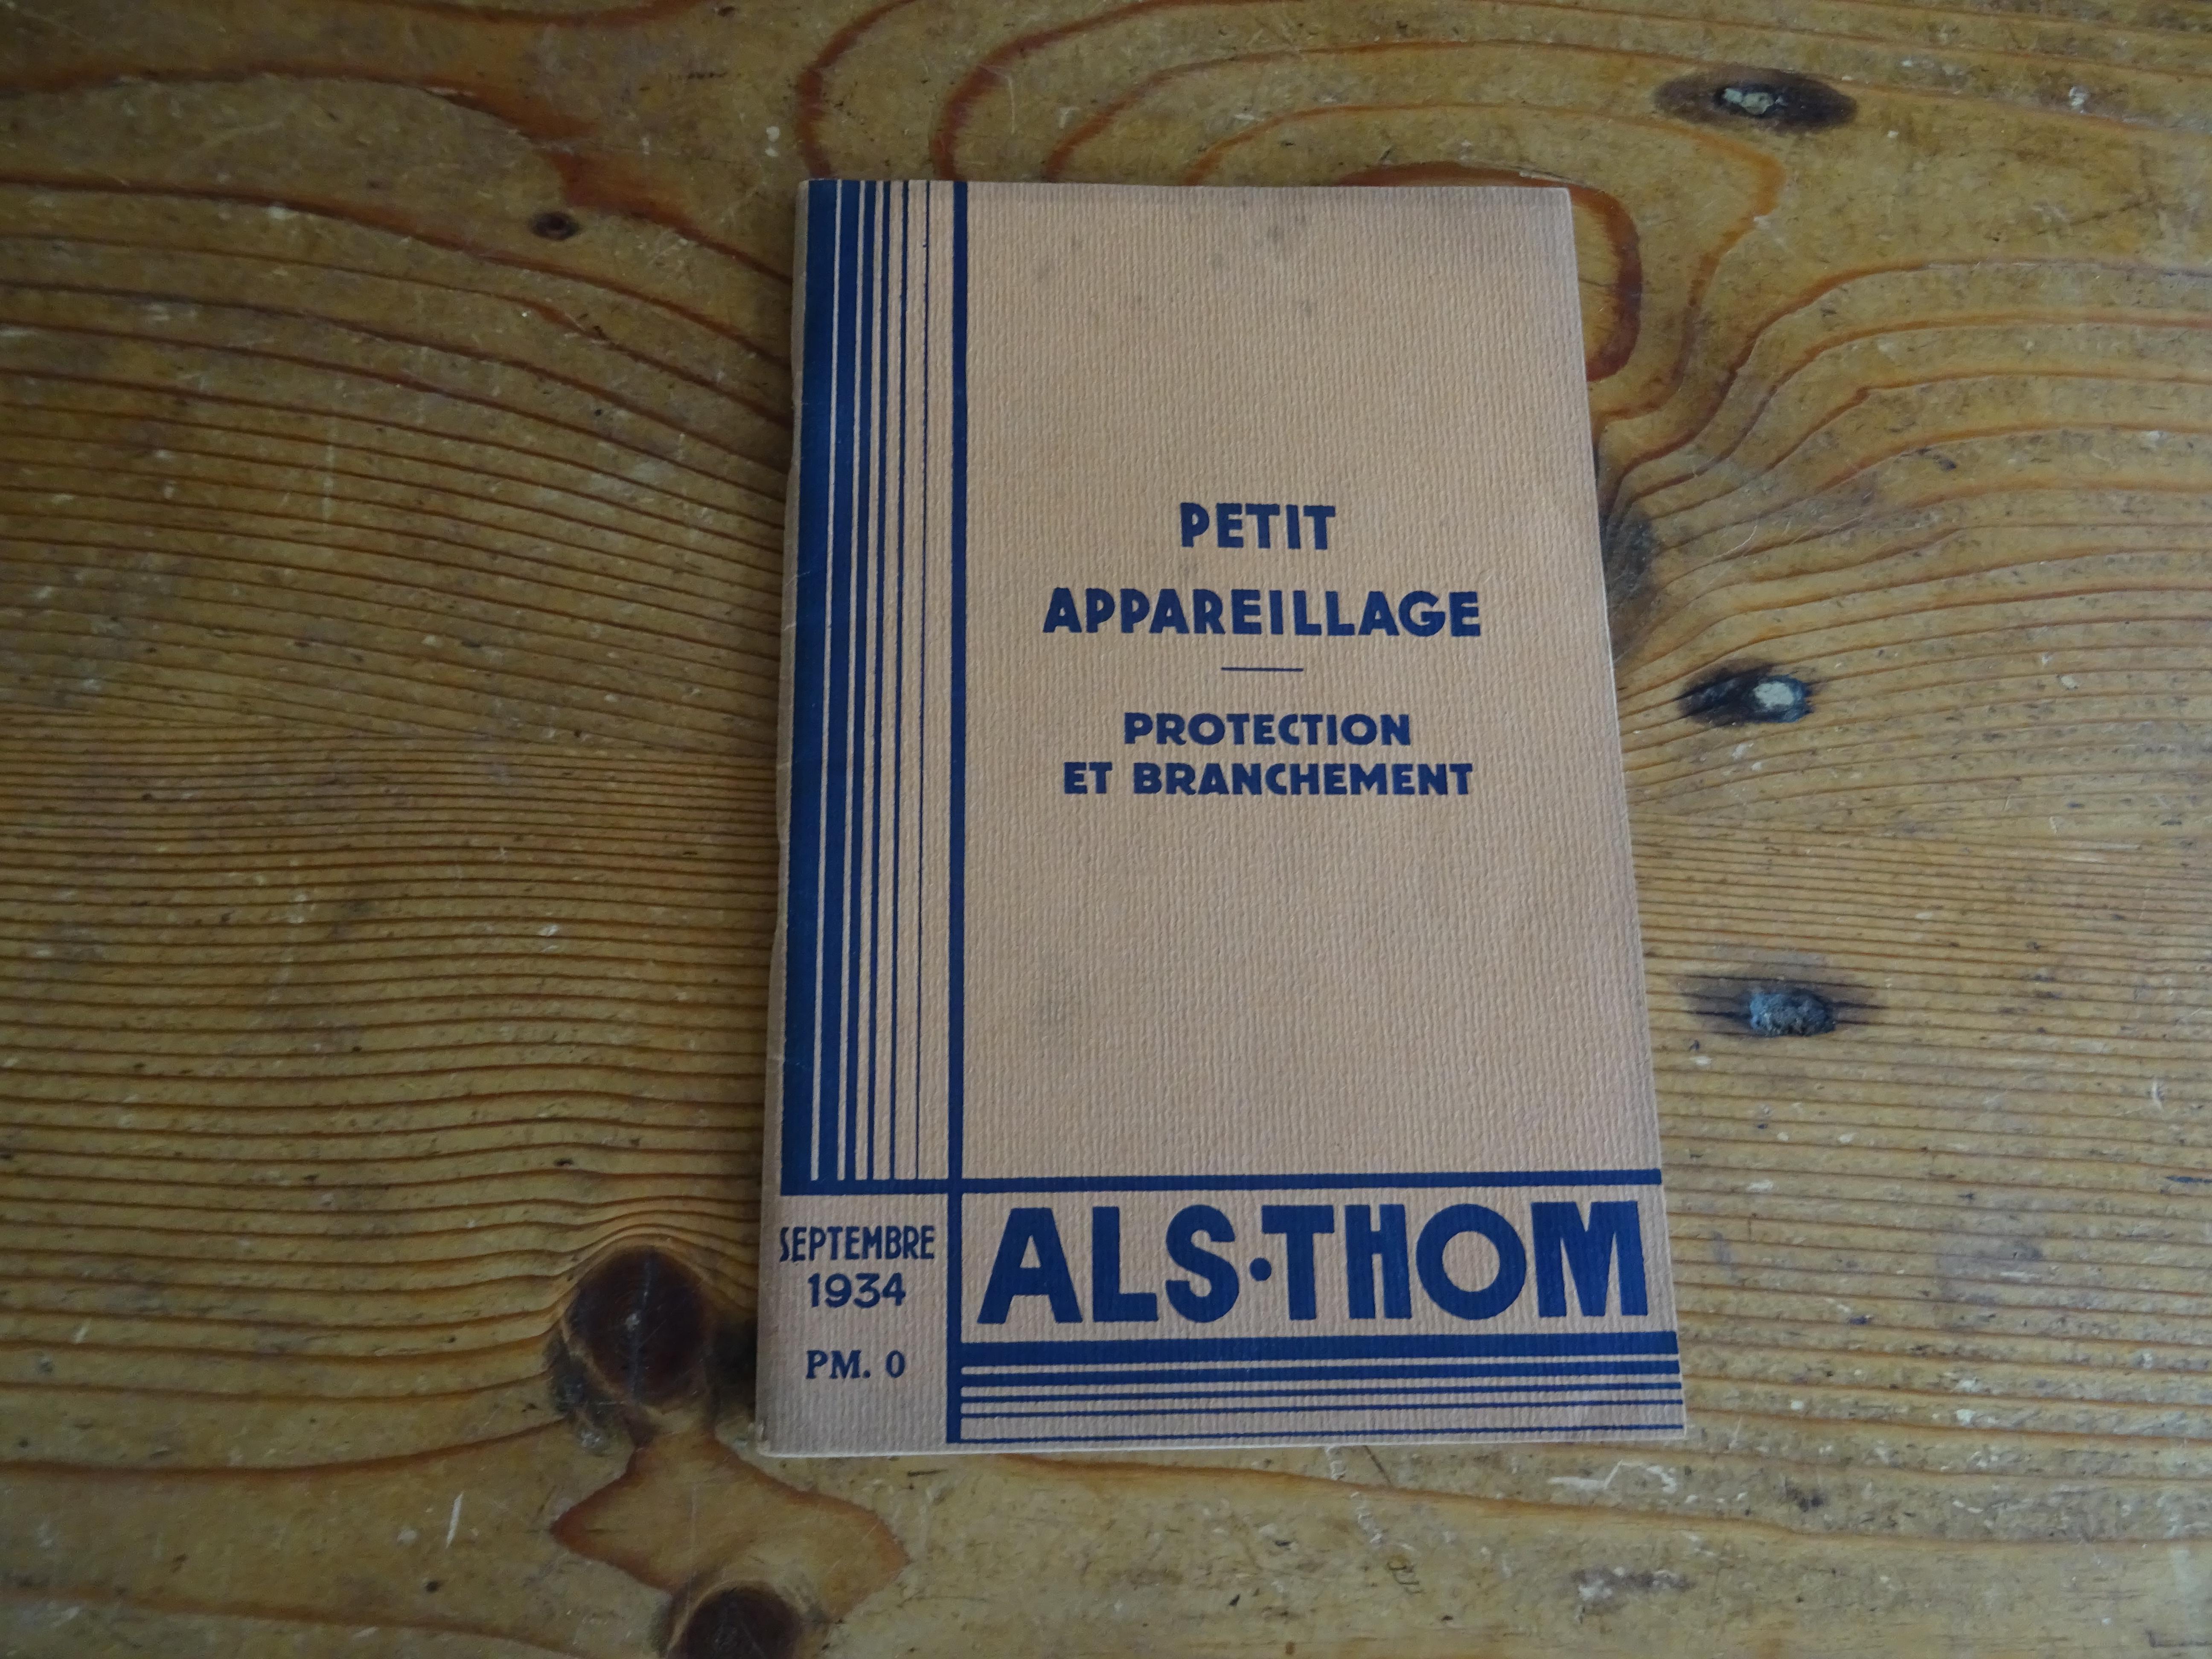 PETIT
APPAREILLAGE
PROTECTION
ET BRANCHEMENT
SEPTEMBRE
1934
PM. 0
ALS·THOM